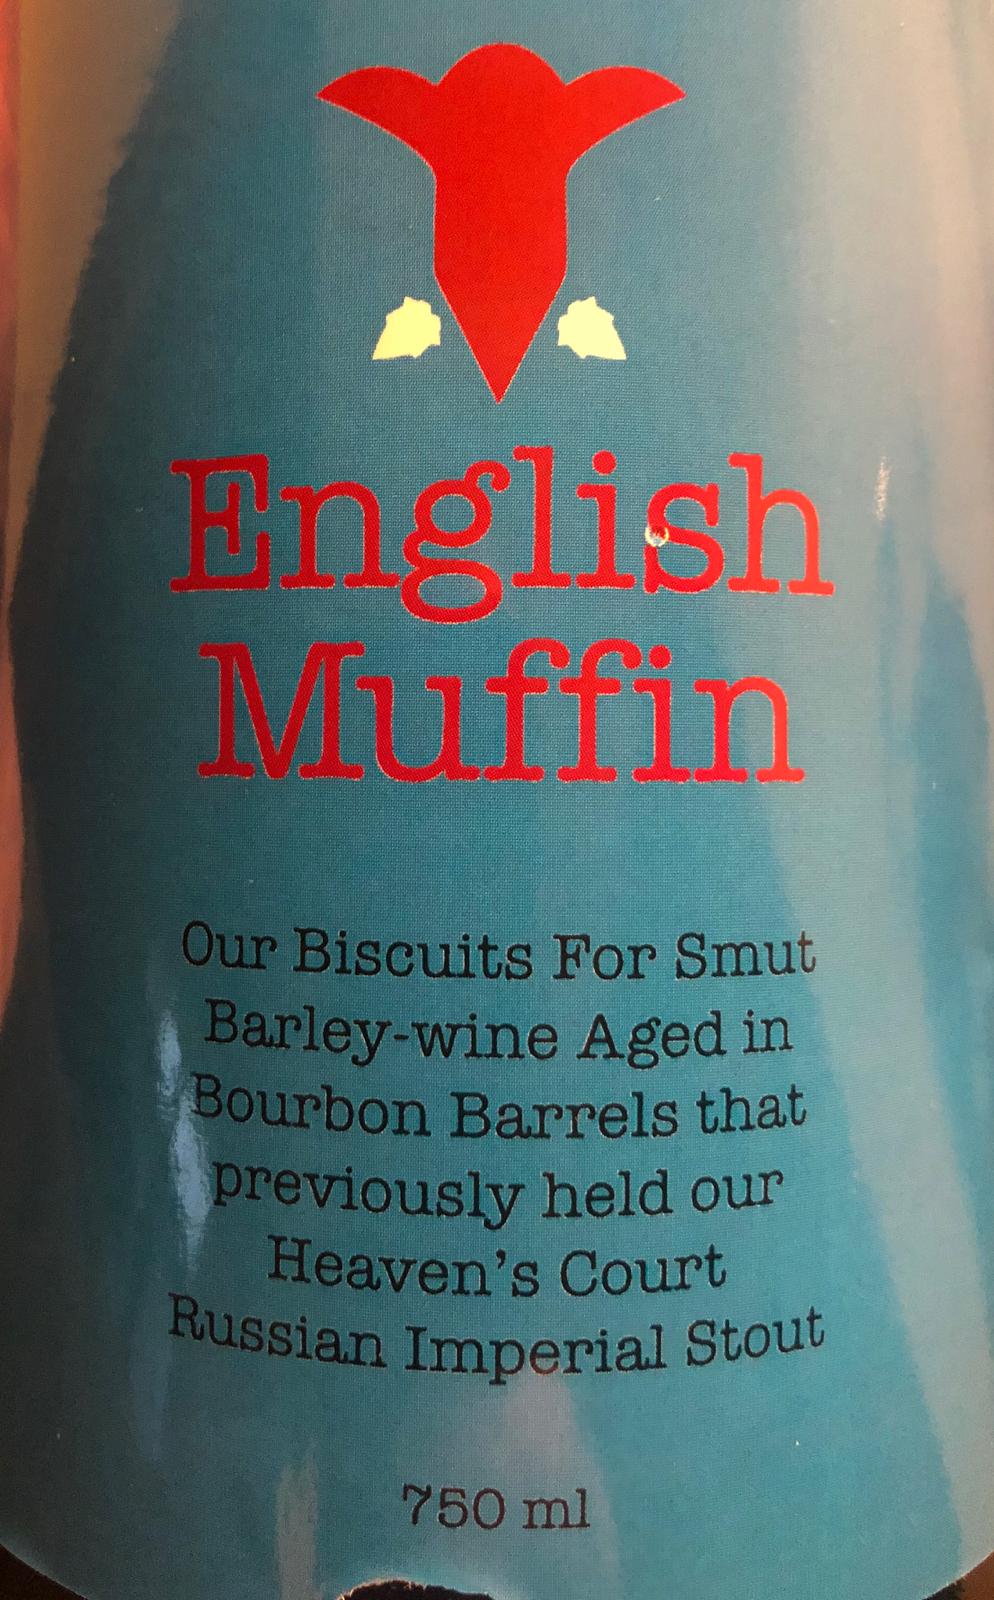 English
Muffin
Our Biscuits For Smut
Barley-wine Aged in
Bourbon Barrels that
previously held our
Heaven's Court
Russian Imperial Stout
750 ml